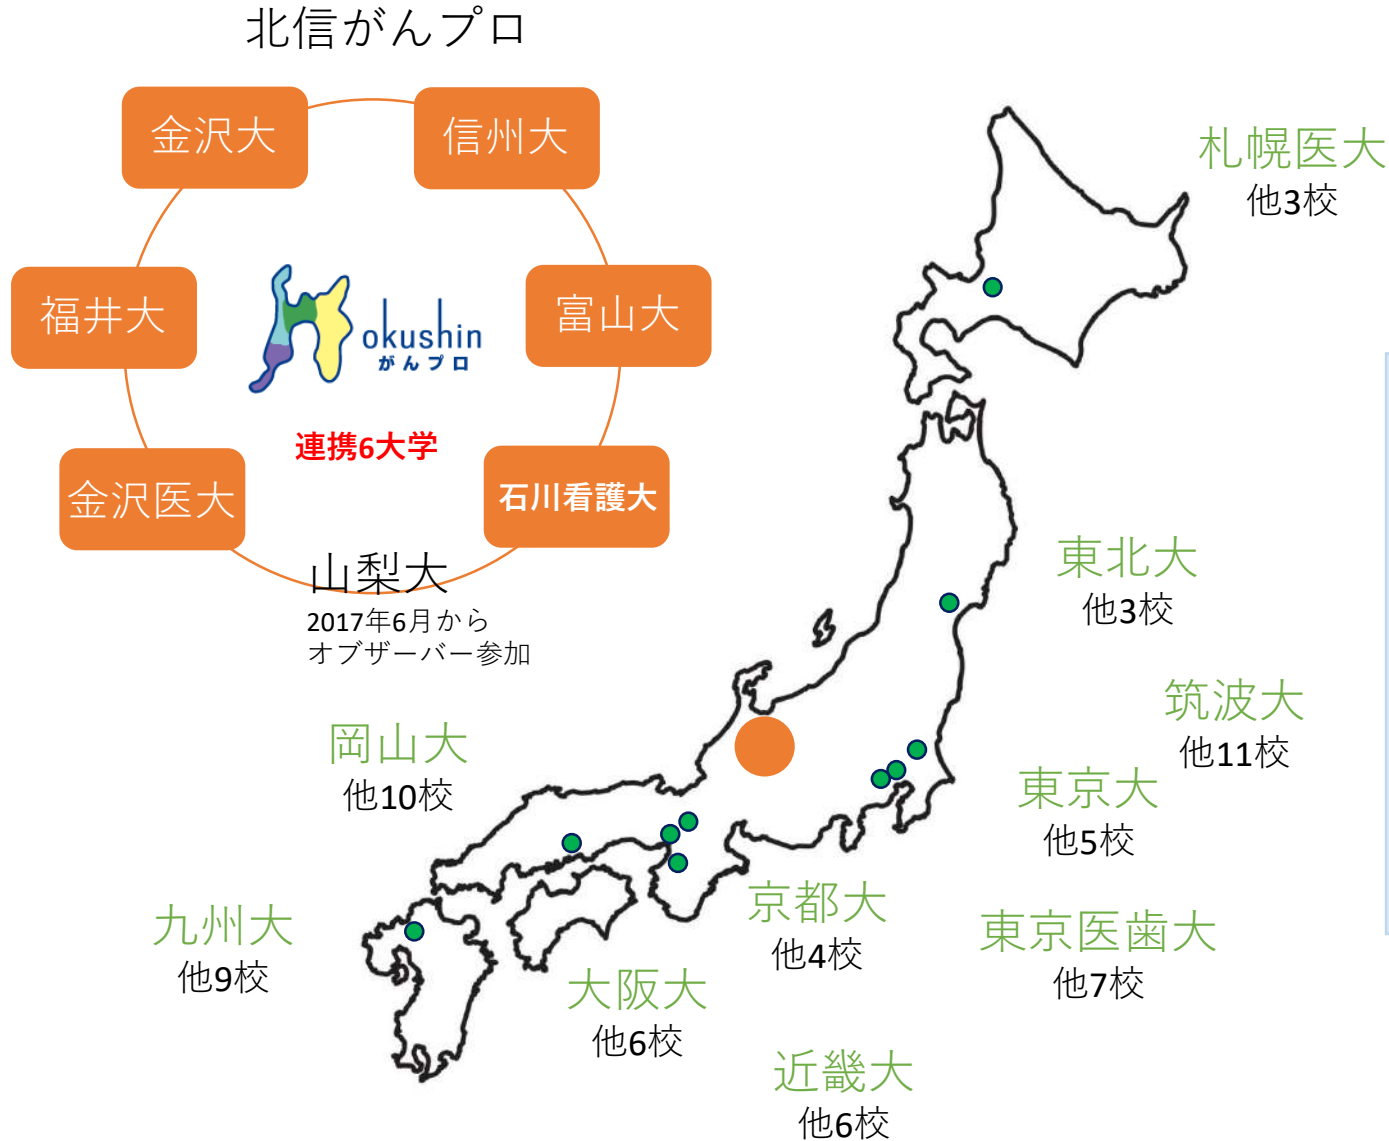 北信がんプロ
金沢大
信州大
福井大
富山大
okushin
がんプロ
連携6大学
金沢医大
石川看護大
山梨大
2017年6月から
オブザーバー参加
札幌医大
他3校
東北大
他3校
筑波大
他11校
東京大
他5校
東京医歯大
他7校
岡山大
他10校
京都大
他4校
九州大
他9校
大阪大
他6校
近畿大
他6校